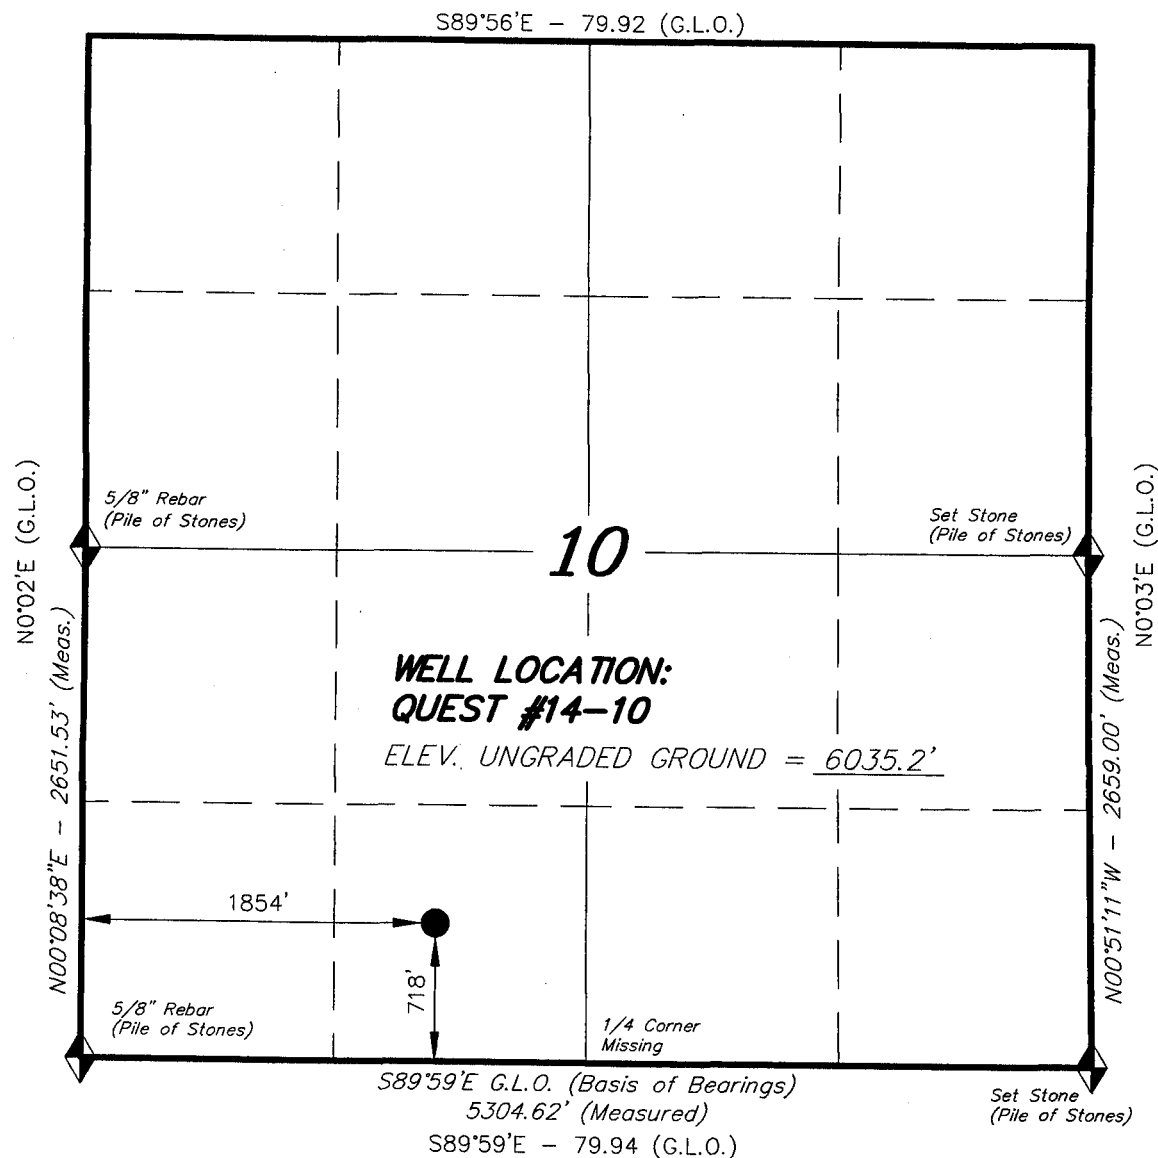 S89°56'E - 79.92 (G.L.O.)
N0°02'E (G.L.O.)
5/8" Rebar
(Pile of Stones)
10
Set Stone
(Pile of Stones)
N0°03'E (G.L.O.)
N00°08'38"E - 2651.53' (Meas.)
WELL LOCATION:
QUEST #14-10
ELEV. UNGRADED GROUND = 6035.2'
N00°51'11"W - 2659.00' (Meas.)
1854'
718'
5/8" Rebar
(Pile of Stones)
1/4 Corner
Missing
S89°59'E G.L.O. (Basis of Bearings)
5304.62' (Measured)
S89°59'E - 79.94 (G.L.O.)
Set Stone
(Pile of Stones)